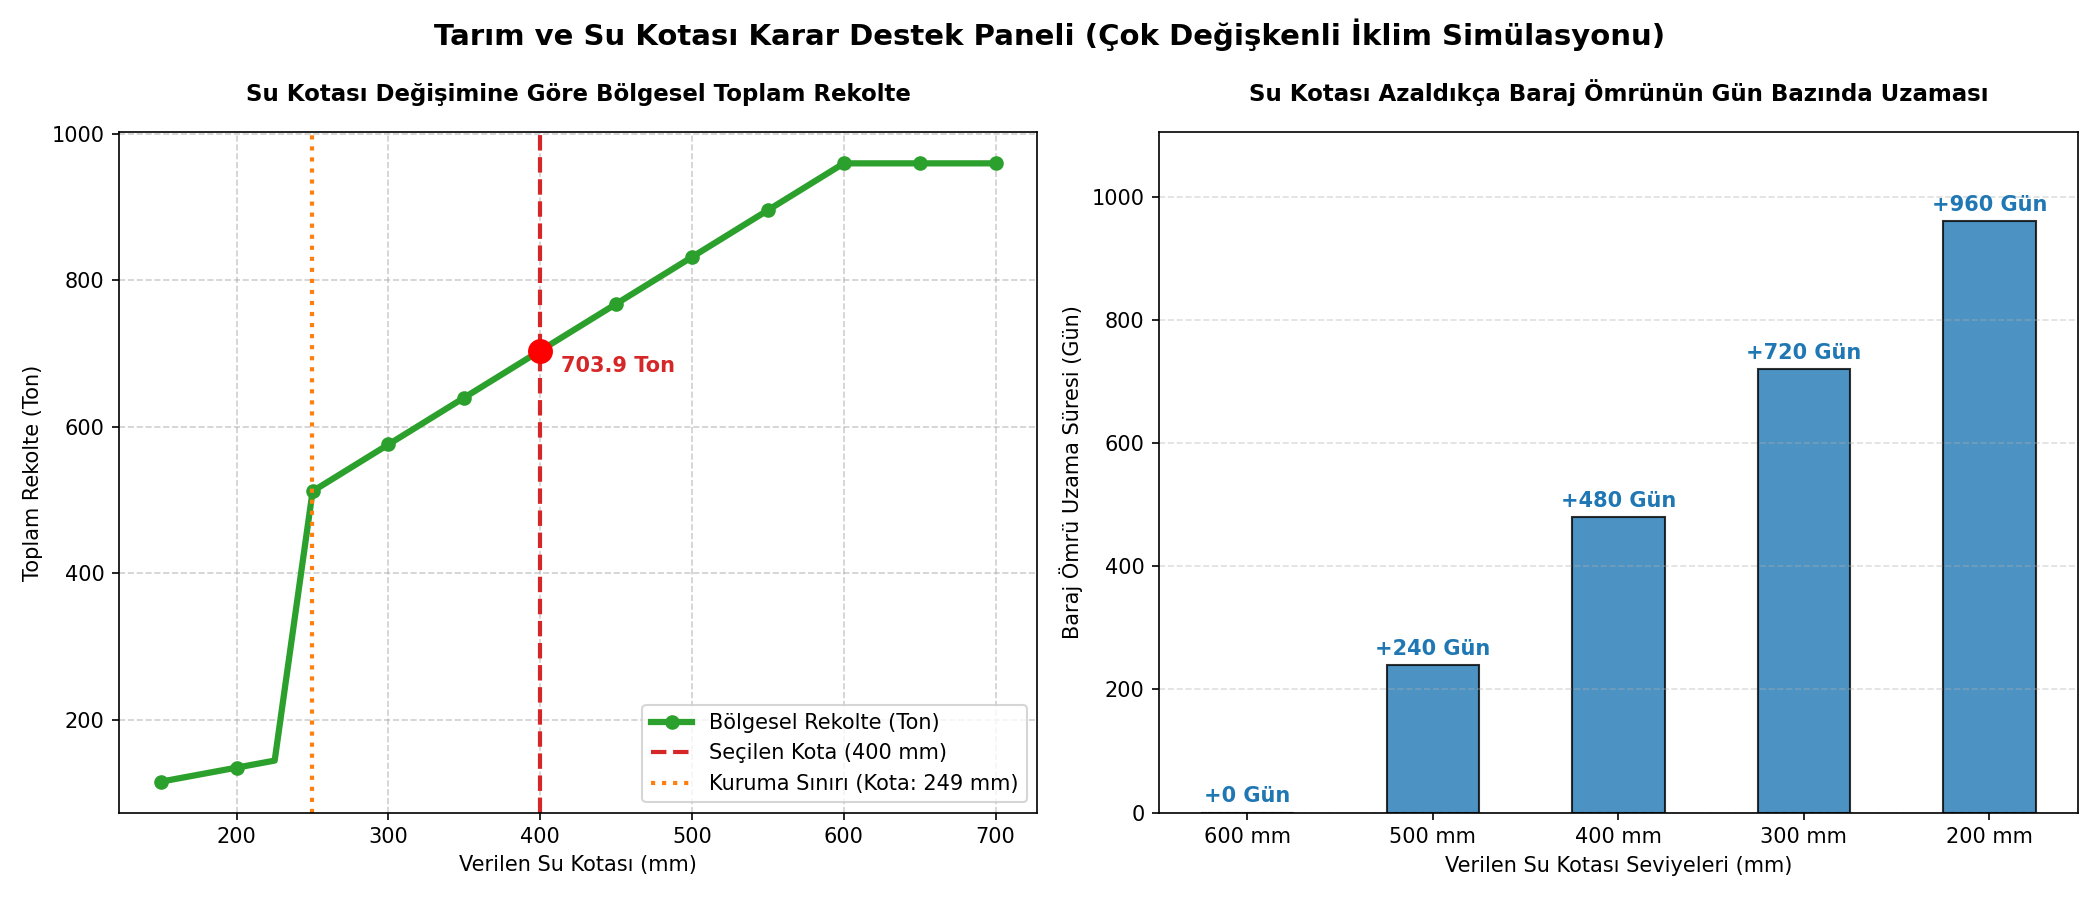 Tarım ve Su Kotası Karar Destek Paneli (Çok Değişkenli İklim Simülasyonu)
Su Kotası Değişimine Göre Bölgesel Toplam Rekolte
Toplam Rekolte (Ton)
1000
800
600
400
200
703.9 Ton
Bölgesel Rekolte (Ton)
Seçilen Kota (400 mm)
Kuruma Sınırı (Kota: 249 mm)
200 300 400 500 600 700
Verilen Su Kotası (mm)
Su Kotası Azaldıkça Baraj Ömrünün Gün Bazında Uzaması
Baraj Ömrü Uzama Süresi (Gün)
1000
800
600
400
200
0
+0 Gün
+240 Gün
+480 Gün
+720 Gün
+960 Gün
600 mm 500 mm 400 mm 300 mm 200 mm
Verilen Su Kotası Seviyeleri (mm)